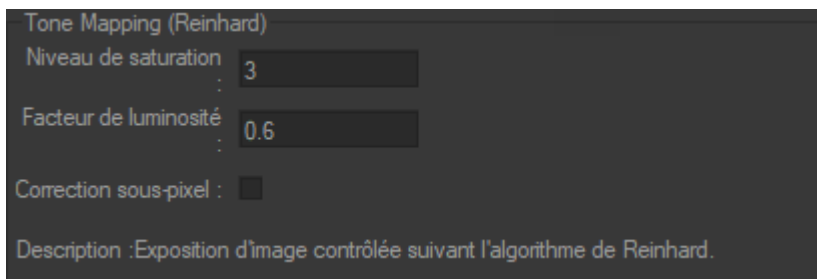 Tone Mapping (Reinhard)
Niveau de saturation
: 3
Facteur de luminosité
: 0.6
Correction sous-pixel :
Description :Exposition d'image contrôlée suivant l'algorithme de Reinhard.